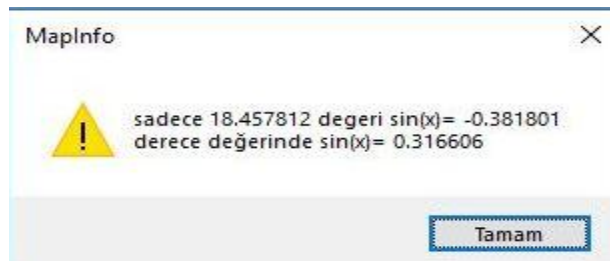 MapInfo
sadece 18.457812 degeri sin(x)= -0.381801
derece değerinde sin(x)= 0.316606
Tamam